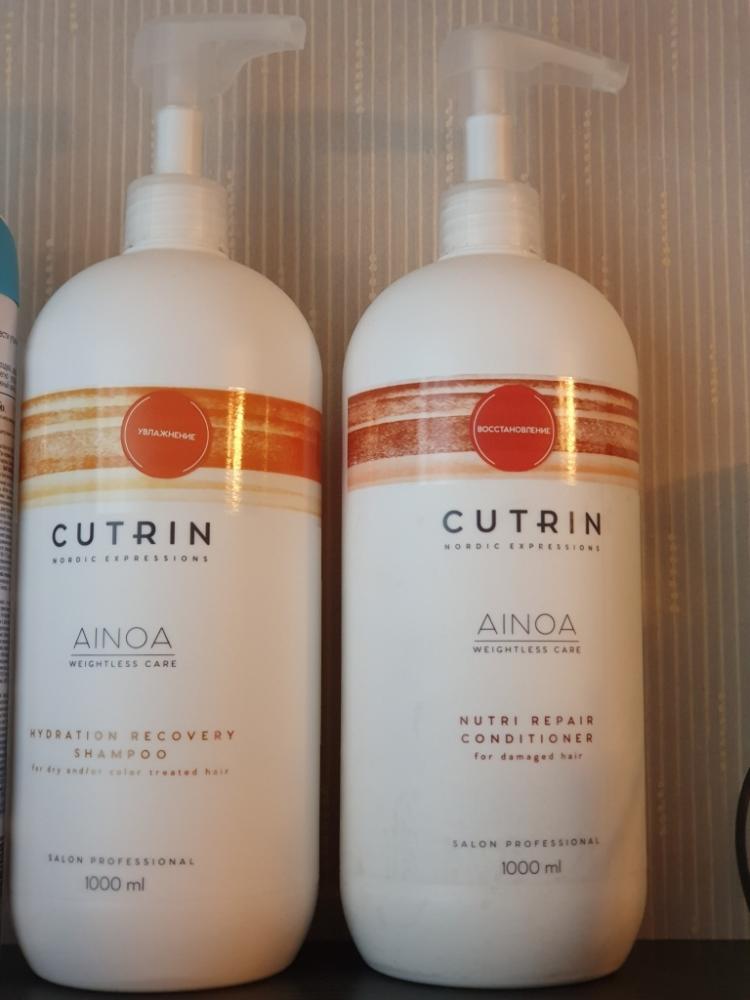 УВЛАЖНЕНИЕ
CUTRIN
NORDIC EXPRESSIONS
AINOA
WEIGHTLESS CARE
HYDRATION RECOVERY
SHAMPOO
for dry and/or color treated hair
SALON PROFESSIONAL
1000 ml
ВОССТАНОВЛЕНИЕ
CUTRIN
NORDIC EXPRESSIONS
AINOA
WEIGHTLESS CARE
NUTRI REPAIR
CONDITIONER
for damaged hair
SALON PROFESSIONAL
1000 ml